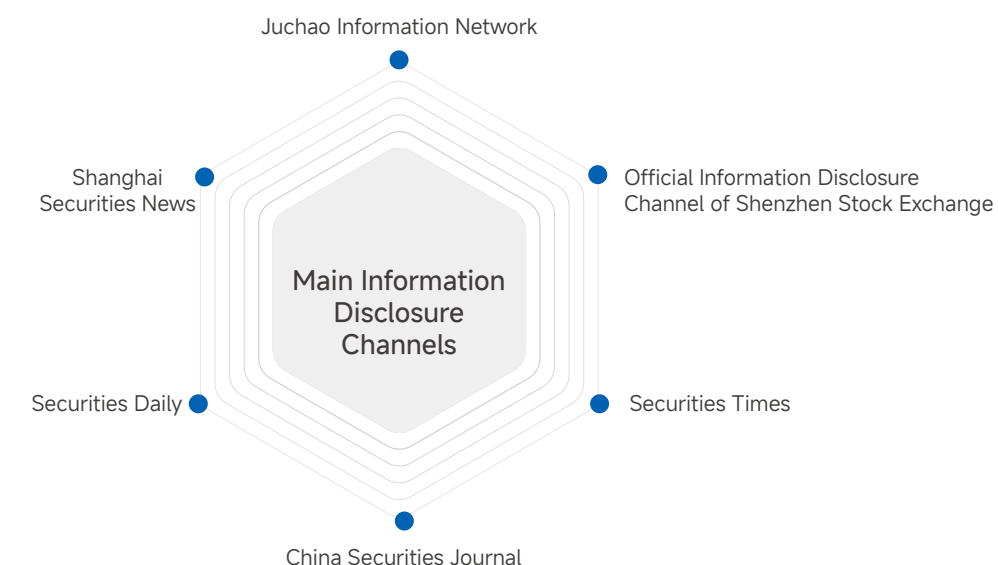 Juchao Information Network
Shanghai
Securities News
Official Information Disclosure
Channel of Shenzhen Stock Exchange
Main Information
Disclosure
Channels
Securities Daily
Securities Times
China Securities Journal